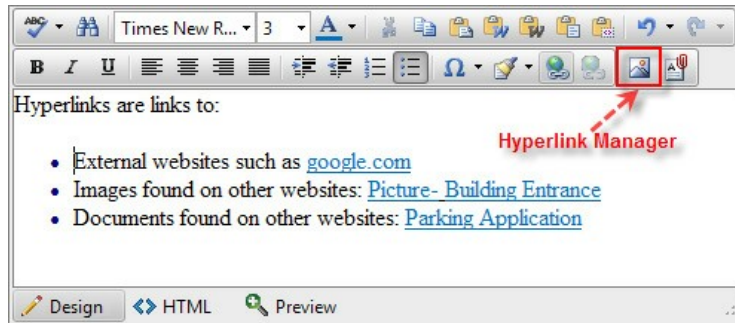 ABC Times New R... 3 A
B I U Ω
Hyperlinks are links to:
Hyperlink Manager
External websites such as google.com
Images found on other websites: Picture- Building Entrance
Documents found on other websites: Parking Application
Design HTML Preview